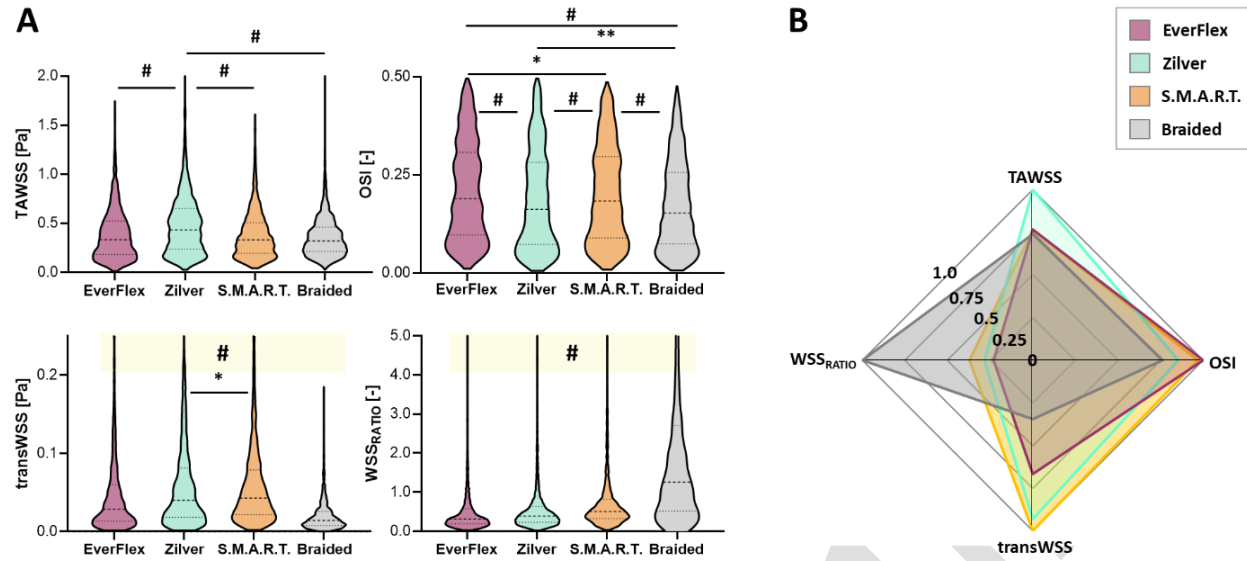 A
TAWSS [Pa]
2.0
1.5
1.0
0.5
0.0
#
#
#
EverFlex Zilver S.M.A.R.T. Braided
OSI [-]
0.50
0.25
0.00
#
**
*
#
#
#
EverFlex Zilver S.M.A.R.T. Braided
transWSS [Pa]
0.2
0.1
0.0
#
*
EverFlex Zilver S.M.A.R.T. Braided
WSSRATIO [-]
5.0
4.0
3.0
2.0
1.0
0.0
#
EverFlex Zilver S.M.A.R.T. Braided
B
EverFlex
Zilver
S.M.A.R.T.
Braided
TAWSS
1.0
0.75
0.5
0.25
0
WSSRATIO
OSI
transWSS